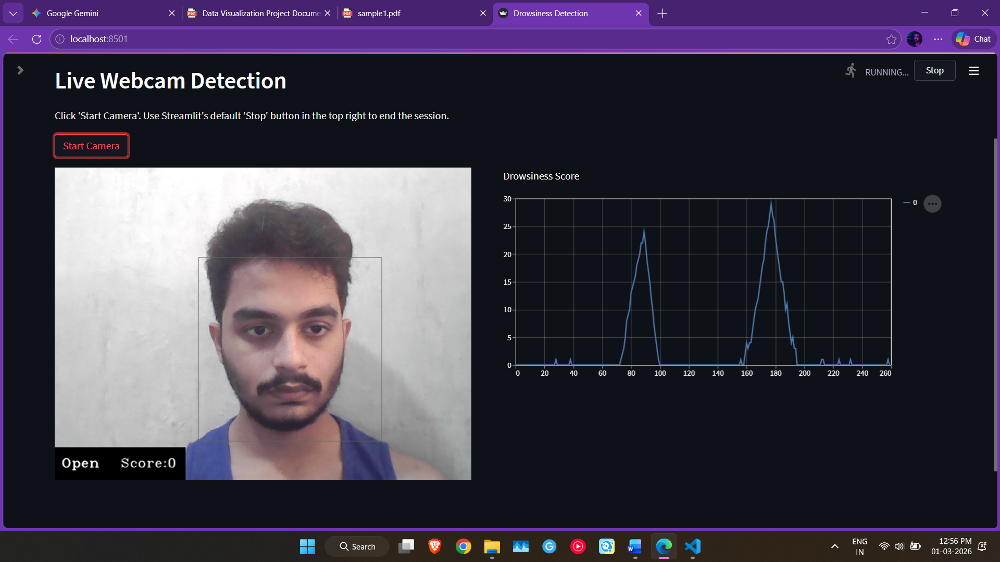 Google Gemini
Data Visualization Project Docume
sample1.pdf
Drowsiness Detection
localhost:8501
Chat
Live Webcam Detection
RUNNING...
Stop
Click 'Start Camera'. Use Streamlit's default 'Stop' button in the top right to end the session.
Start Camera
Drowsiness Score
30
25
20
15
10
5
0
0 20 40 60 80 100 120 140 160 180 200 220 240 260
0
Open Score:0
Search
ENG
IN
12:56 PM
01-03-2026